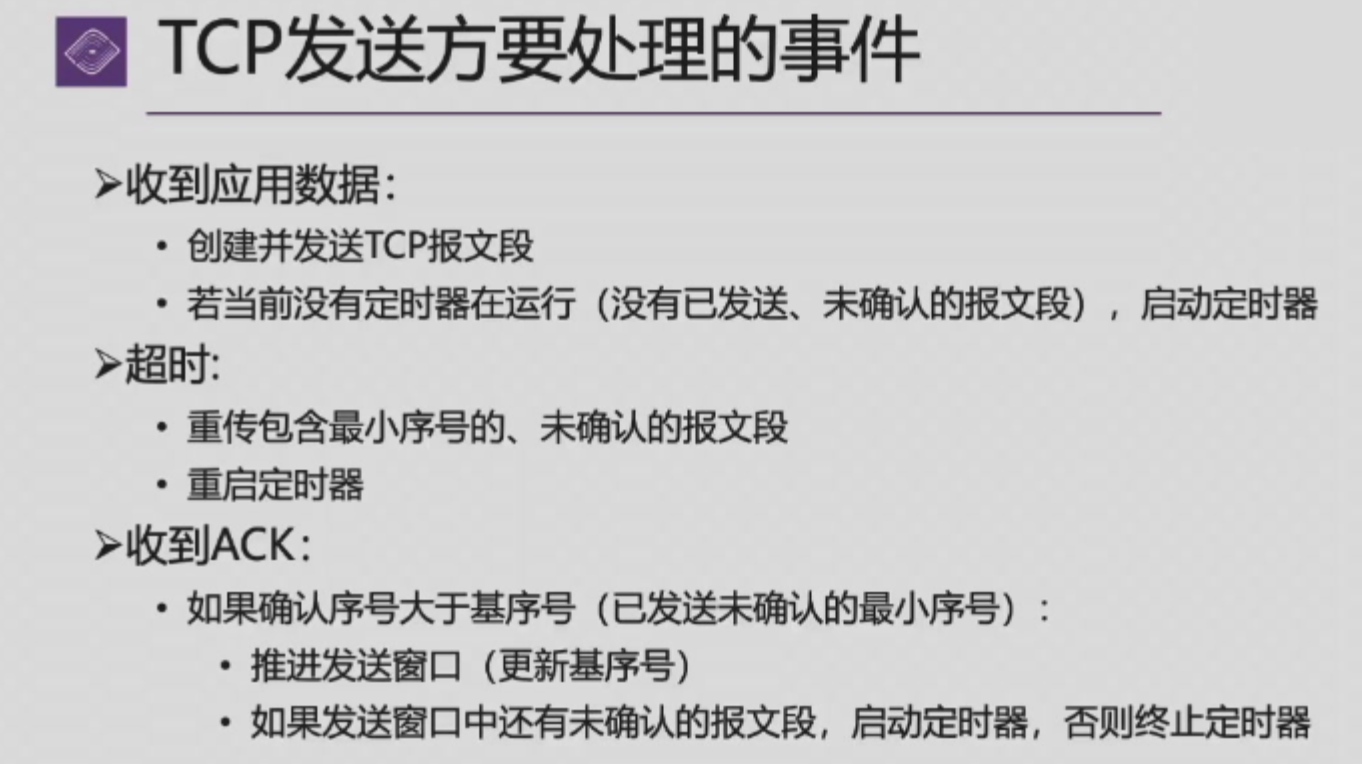 TCP发送方要处理的事件
➢收到应用数据：
• 创建并发送TCP报文段
• 若当前没有定时器在运行（没有已发送、未确认的报文段），启动定时器
➢超时:
• 重传包含最小序号的、未确认的报文段
• 重启定时器
➢收到ACK：
• 如果确认序号大于基序号（已发送未确认的最小序号）：
• 推进发送窗口（更新基序号）
• 如果发送窗口中还有未确认的报文段，启动定时器，否则终止定时器